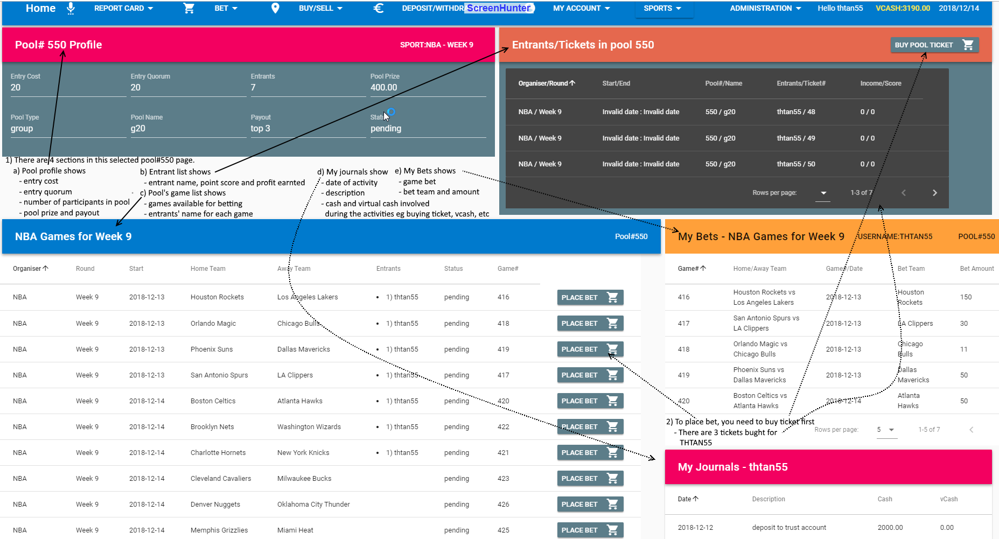 Home REPORT CARD BET BUY/SELL DEPOSIT/WITHDRA ScreenHunter MY ACCOUNT SPORTS ADMINISTRATION Hello thtan55 VCASH:3190.00 2018/12/14
Pool# 550 Profile SPORT:NBA - WEEK 9
Entry Cost Entry Quorum Entrants Pool Prize
20 20 7 400.00
Pool Type Pool Name Payout Stat
group g20 top 3 pending
Entrants/Tickets in pool 550 BUY POOL TICKET
Organiser/Round Start/End Pool#/Name Entrants/Ticket# Income/Score
NBA / Week 9 Invalid date : Invalid date 550 / g20 thtan55 / 48 0 / 0
NBA / Week 9 Invalid date : Invalid date 550 / g20 thtan55 / 49 0 / 0
NBA / Week 9 Invalid date : Invalid date 550 / g20 thtan55 / 50 0 / 0
Rows per page: 1-3 of 7
1) There are 4 sections in this selected pool#550 page.
a) Pool profile shows
- entry cost
- entry quorum
- number of participants in pool
- pool prize and payout
b) Entrant list shows
- entrant name, point score and profit earnted
c) Pool's game list shows
- games available for betting
- entrants' name for each game
d) My journals show
- date of activity
- description
- cash and virtual cash involved
during the activities eg buying ticket, vcash, etc
e) My Bets shows
- game bet
- bet team and amount
NBA Games for Week 9 Pool#550
Organiser Round Start Home Team Away Team Entrants Status Game#
NBA Week 9 2018-12-13 Houston Rockets Los Angeles Lakers • 1) thtan55 pending 416 PLACE BET
NBA Week 9 2018-12-13 Orlando Magic Chicago Bulls • 1) thtan55 pending 418 PLACE BET
NBA Week 9 2018-12-13 Phoenix Suns Dallas Mavericks • 1) thtan55 pending 419 PLACE BET
NBA Week 9 2018-12-13 San Antonio Spurs LA Clippers • 1) thtan55 pending 417 PLACE BET
NBA Week 9 2018-12-14 Boston Celtics Atlanta Hawks • 1) thtan55 pending 420 PLACE BET
NBA Week 9 2018-12-14 Brooklyn Nets Washington Wizards • 1) thtan55 pending 422 PLACE BET
NBA Week 9 2018-12-14 Charlotte Hornets New York Knicks • 1) thtan55 pending 421 PLACE BET
NBA Week 9 2018-12-14 Cleveland Cavaliers Milwaukee Bucks pending 423 PLACE BET
NBA Week 9 2018-12-14 Denver Nuggets Oklahoma City Thunder pending 426 PLACE BET
NBA Week 9 2018-12-14 Memphis Grizzlies Miami Heat pending 425 PLACE BET
My Bets - NBA Games for Week 9 USERNAME:THTAN55 POOL#550
Game# Home/Away Team Game#/Date Bet Team Bet Amount
416 Houston Rockets vs 2018-12-13 Houston 150
Los Angeles Lakers Rockets
417 San Antonio Spurs vs 2018-12-13 LA Clippers 30
LA Clippers
418 Orlando Magic vs 2018-12-13 Chicago 11
Chicago Bulls Bulls
419 Phoenix Suns vs 2018-12-13 Dallas 50
Dallas Mavericks Mavericks
420 Boston Celtics vs 2018-12-14 Atlanta 50
Atlanta Hawks Hawks
2) To place bet, you need to buy ticket first
- There are 3 tickets bught for
THTAN55
Rows per page: 5 1-5 of 7
My Journals - thtan55
Date Description Cash vCash
2018-12-12 deposit to trust account 2000.00 0.00